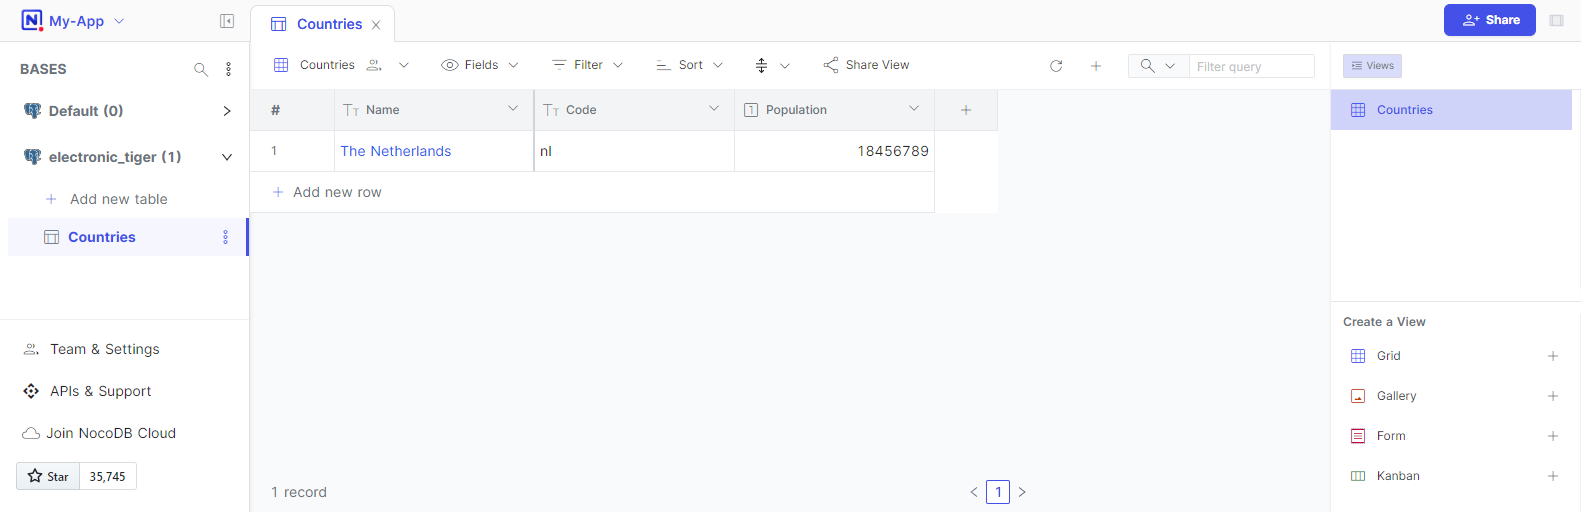 My-App
Countries
Share
BASES
Default (0)
electronic_tiger (1)
Add new table
Countries
Team & Settings
APIs & Support
Join NocoDB Cloud
Star 35,745
Countries Fields Filter Sort Share View Filter query
# Name Code Population
1 The Netherlands nl 18456789
Add new row
1 record
1
Views
Countries
Create a View
Grid
Gallery
Form
Kanban